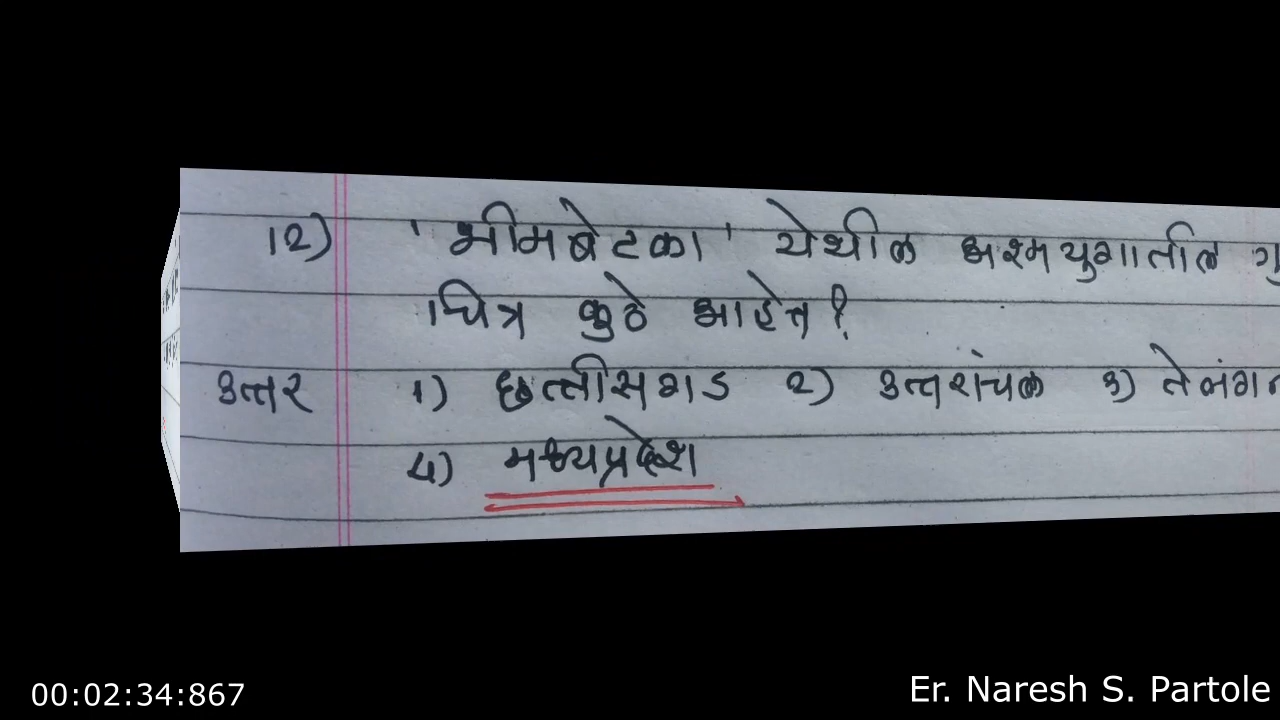 12) 'भीमबेटका' येथील अश्मयुगातील
चित्र कुठे आहेत?
उत्तर 1) छत्तीसगड 2) उत्तरांचल 3)
4) मध्यप्रदेश
00:02:34:867 Er. Naresh S. Partole